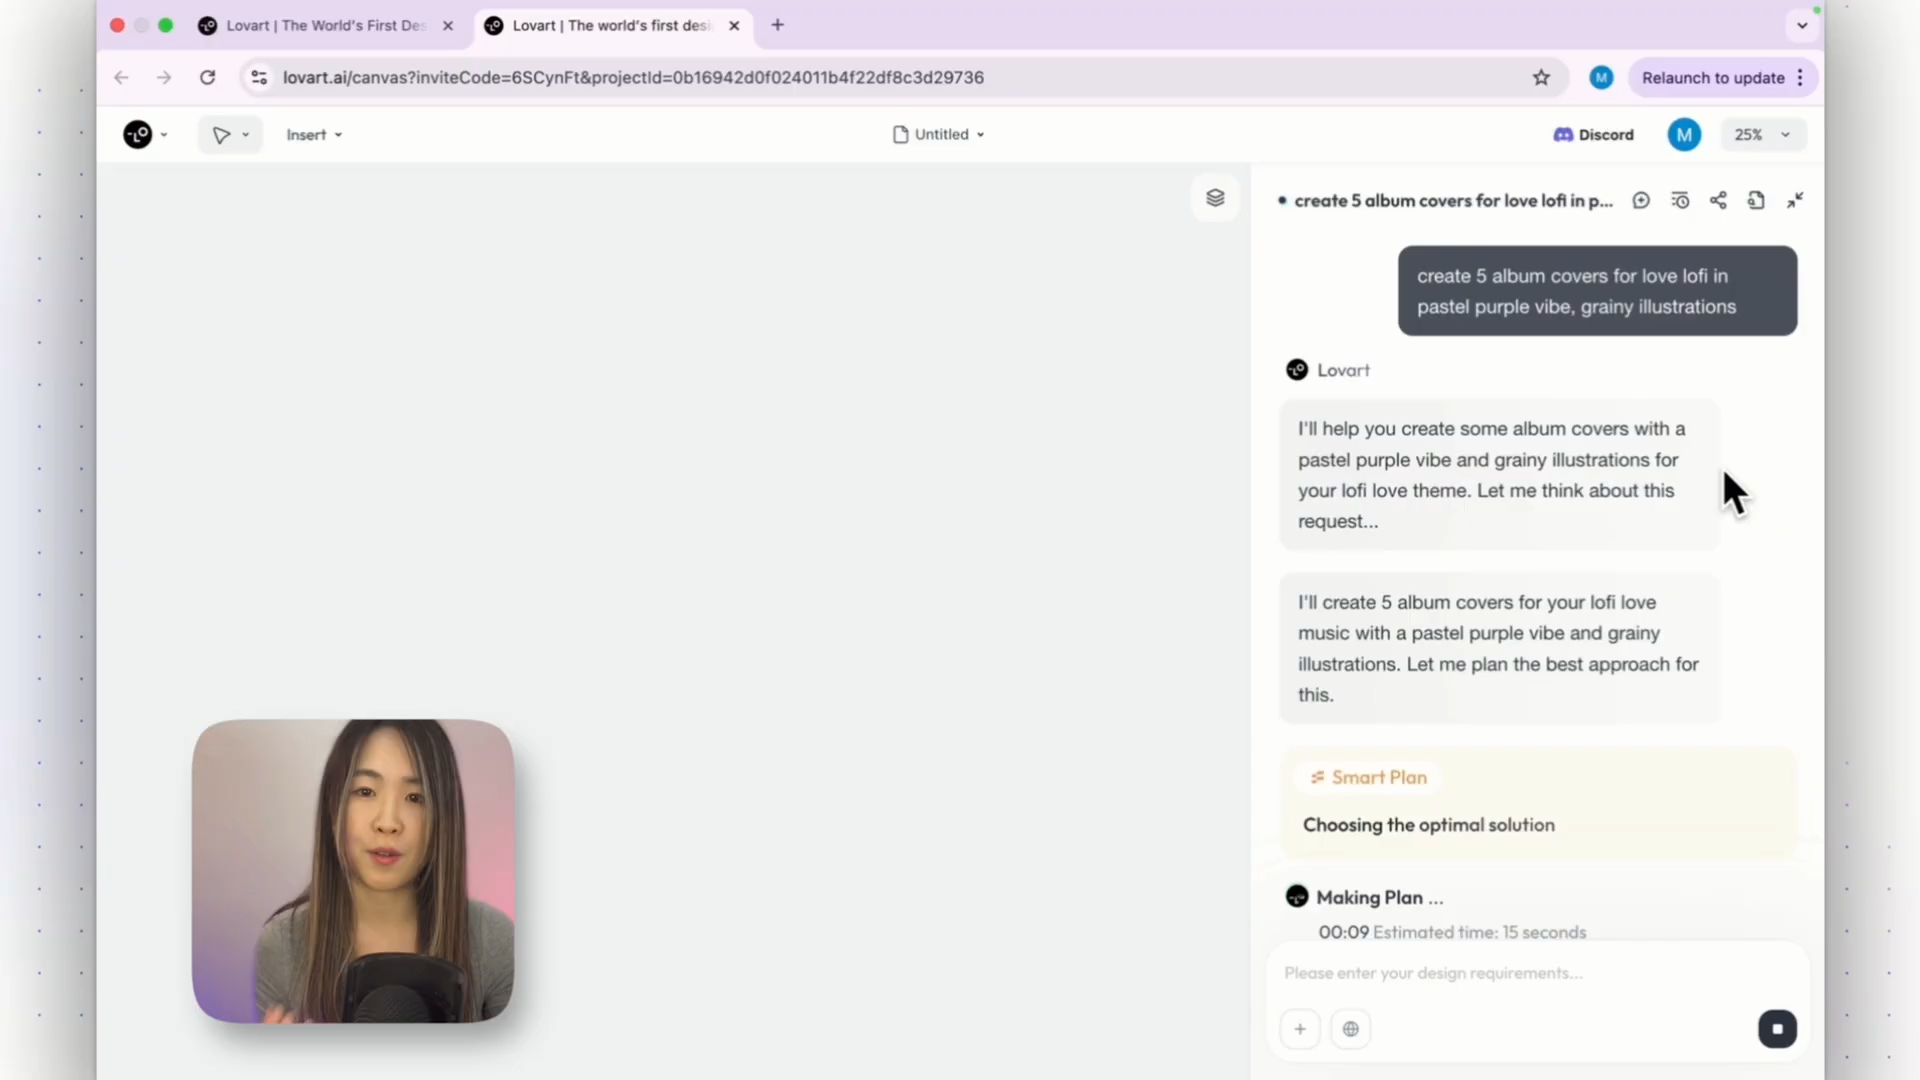 Lovart | The World's First Des
Lovart | The world's first desi
lovart.ai/canvas?inviteCode=6SCynFt&projectId=0b16942d0f024011b4f22df8c3d29736
M
Relaunch to update
Insert
Untitled
Discord
M
25%
create 5 album covers for love lofi in p...
create 5 album covers for love lofi in
pastel purple vibe, grainy illustrations
Lovart
I'll help you create some album covers with a
pastel purple vibe and grainy illustrations for
your lofi love theme. Let me think about this
request...
I'll create 5 album covers for your lofi love
music with a pastel purple vibe and grainy
illustrations. Let me plan the best approach for
this.
Smart Plan
Choosing the optimal solution
Making Plan ...
00:09 Estimated time: 15 seconds
Please enter your design requirements...